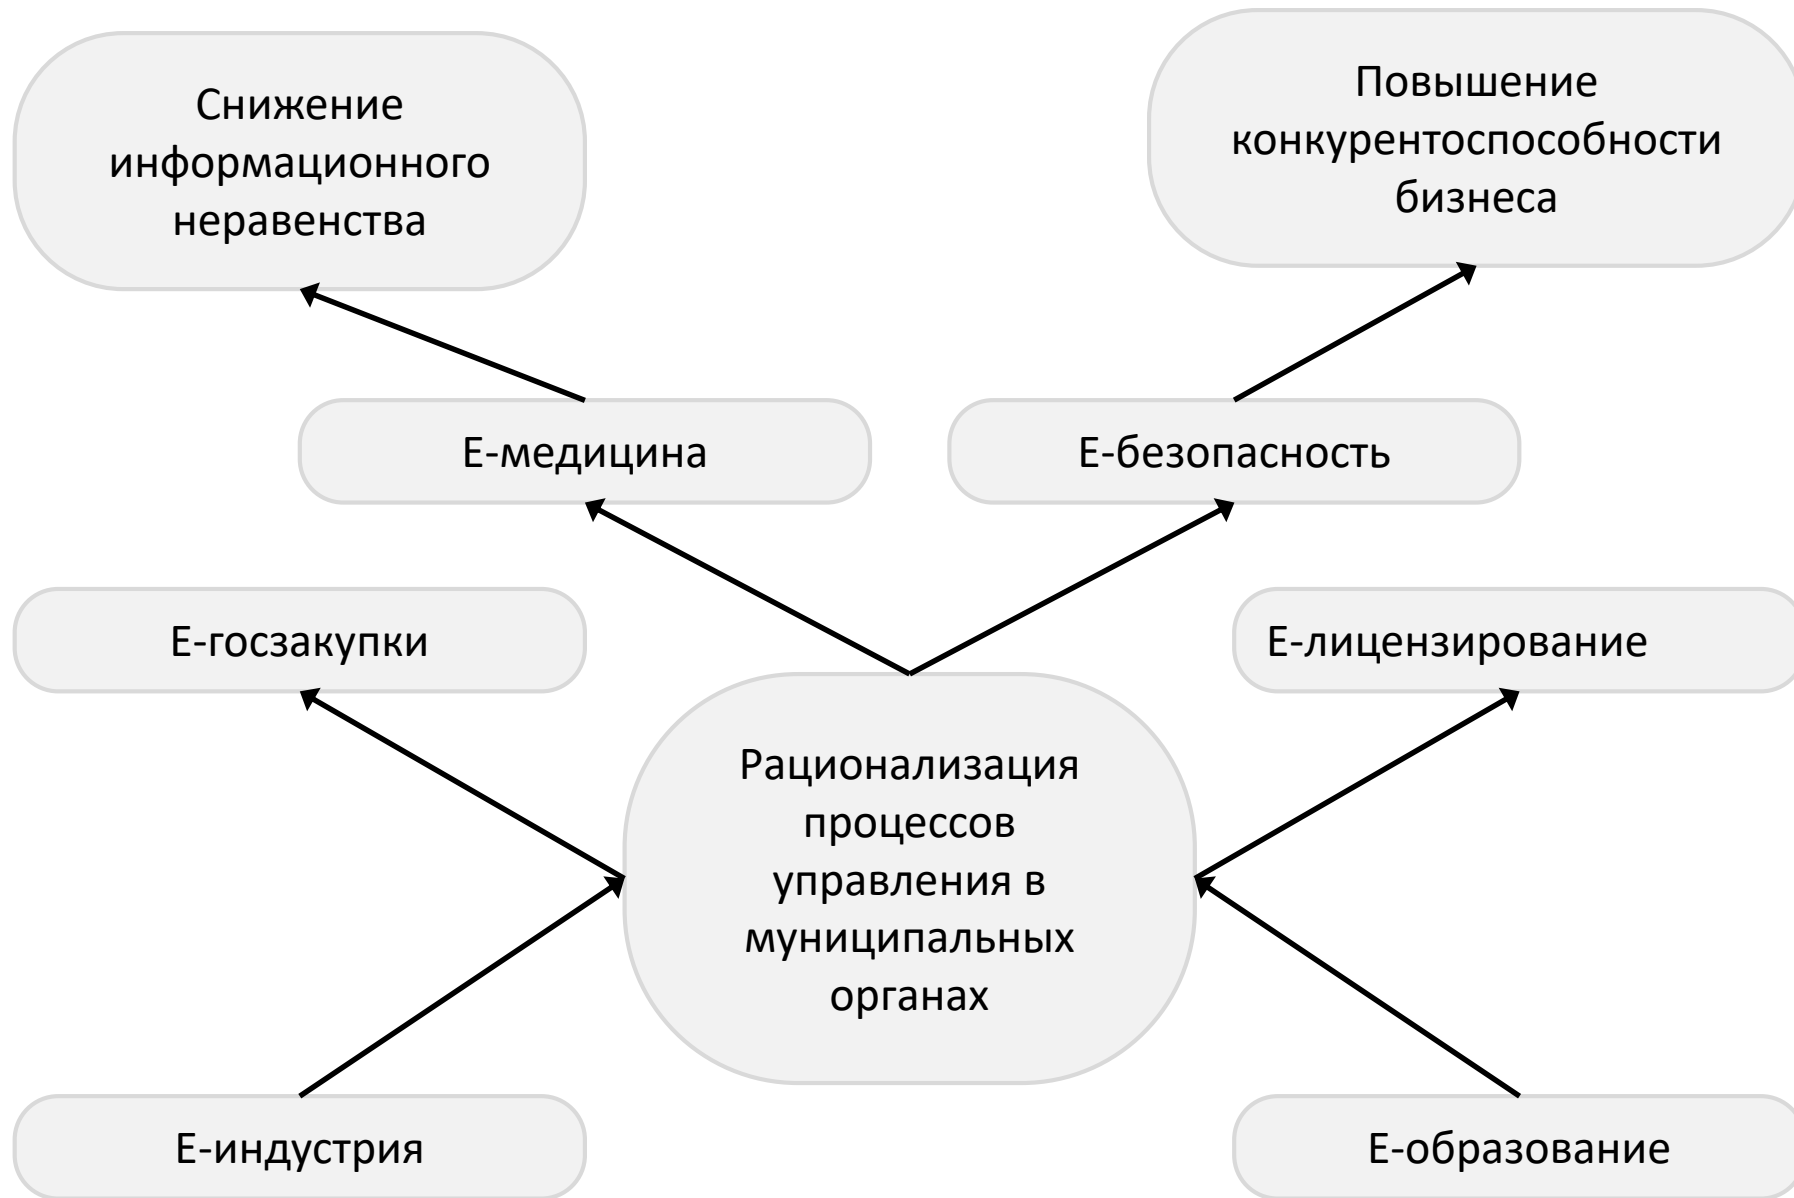 Снижение
информационного
неравенства
Повышение
конкурентоспособности
бизнеса
Е-медицина
Е-безопасность
Е-госзакупки
Е-лицензирование
Рационализация
процессов
управления в
муниципальных
органах
Е-индустрия
Е-образование